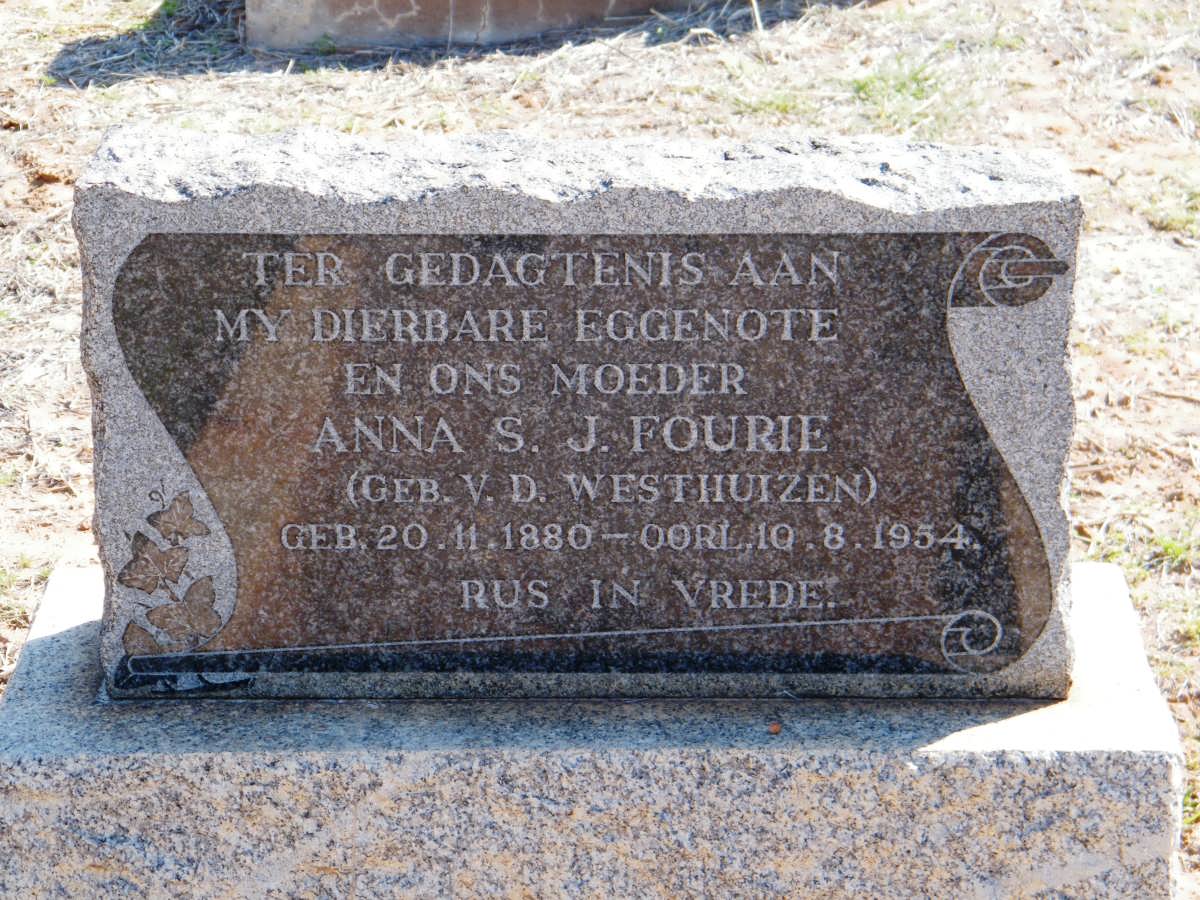 TER GEDAGTENIS AAN
MY DIERBARE EGGENOTE
EN ONS MOEDER
ANNA S. J. FOURIE
(GEB. V. D. WESTHUIZEN)
GEB. 20.11.1880 — OORL. 10.8.1954.
RUS IN VREDE.